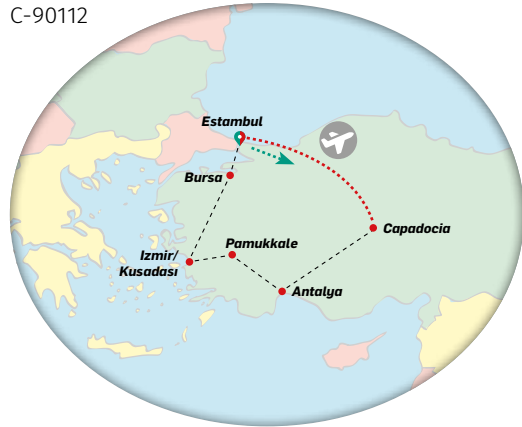 C-90112
Estambul
Bursa
Capadocia
Pamukkale
Izmir/
Kusadası
Antalya